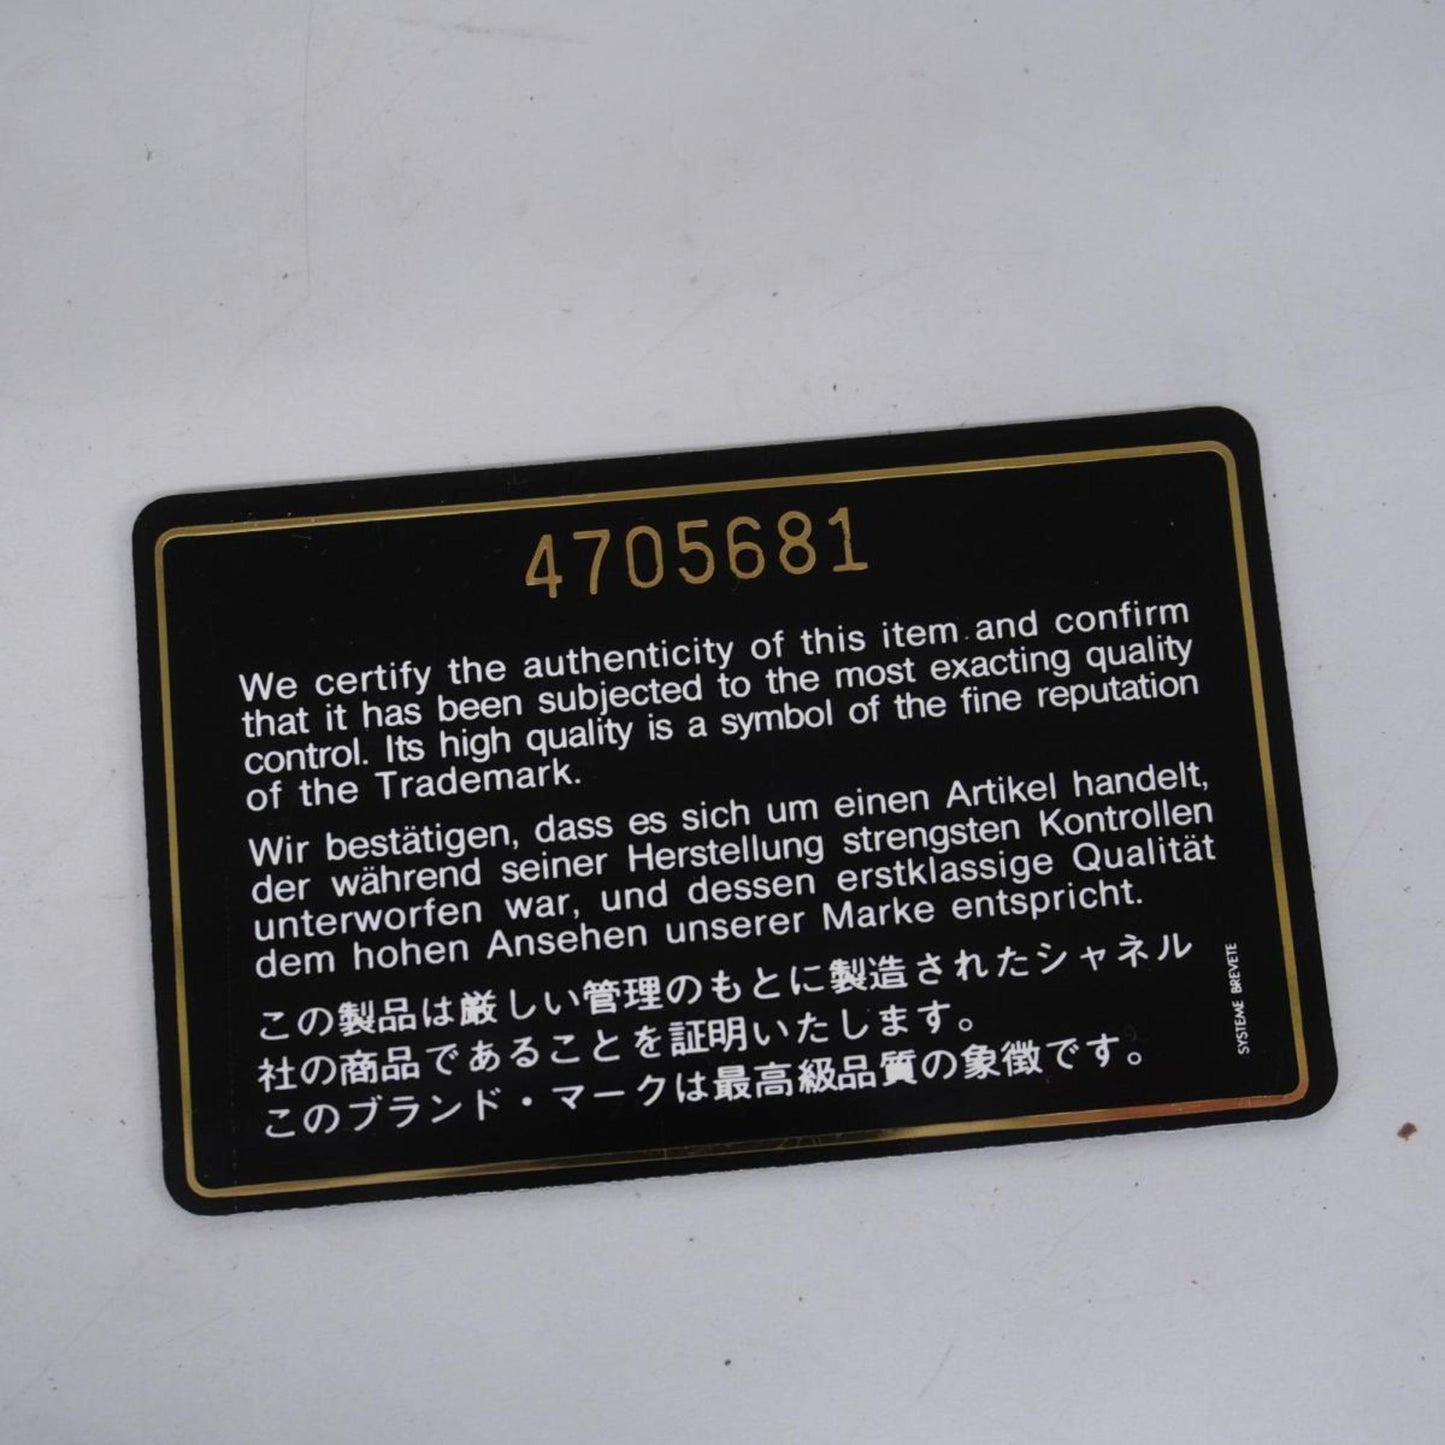 4705681
We certify the authenticity of this item and confirm
that it has been subjected to the most exacting quality
control. Its high quality is a symbol of the fine reputation
of the Trademark.
Wir bestätigen, dass es sich um einen Artikel handelt,
der während seiner Herstellung strengsten Kontrollen
unterworfen war, und dessen erstklassige Qualität
dem hohen Ansehen unserer Marke entspricht.
この製品は厳しい管理のもとに製造されたシャネル
社の商品であることを証明いたします。
このブランド・マークは最高級品質の象徴です。
SYSTEME BREVETE